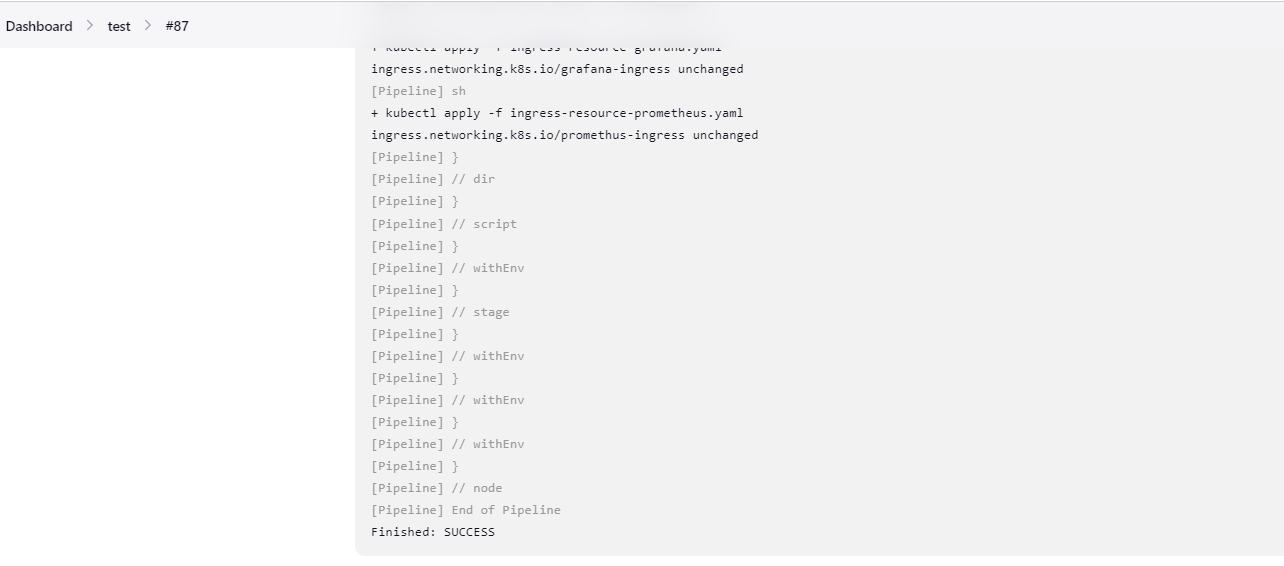 Dashboard > test > #87
+ kubectl apply -f ingress-resource-grafana.yaml
ingress.networking.k8s.io/grafana-ingress unchanged
[Pipeline] sh
+ kubectl apply -f ingress-resource-prometheus.yaml
ingress.networking.k8s.io/promethus-ingress unchanged
[Pipeline] }
[Pipeline] // dir
[Pipeline] }
[Pipeline] // script
[Pipeline] }
[Pipeline] // withEnv
[Pipeline] }
[Pipeline] // stage
[Pipeline] }
[Pipeline] // withEnv
[Pipeline] }
[Pipeline] // withEnv
[Pipeline] }
[Pipeline] // withEnv
[Pipeline] }
[Pipeline] // node
[Pipeline] End of Pipeline
Finished: SUCCESS